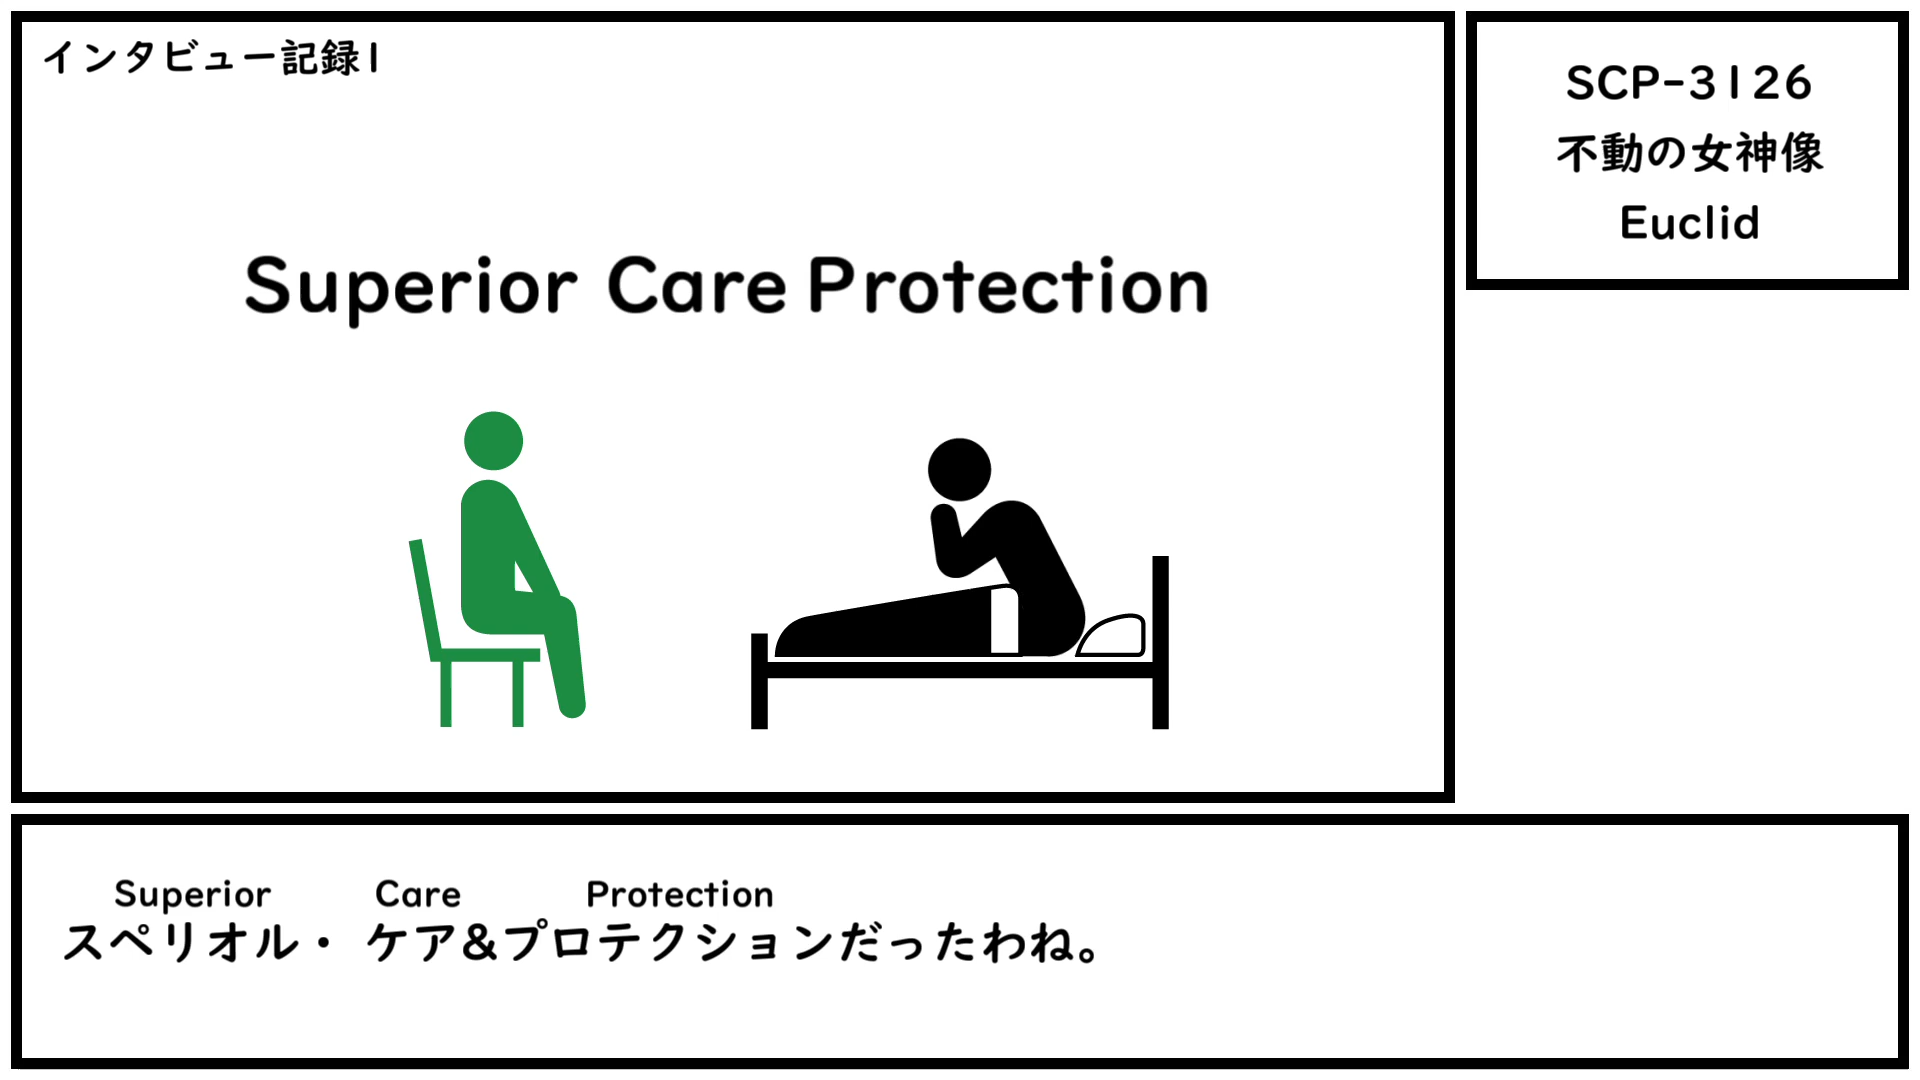 インタビュー記録1
Superior Care Protection
SCP-3126
不動の女神像
Euclid
Superior Care Protection
スペリオル・ ケア&プロテクションだったわね。